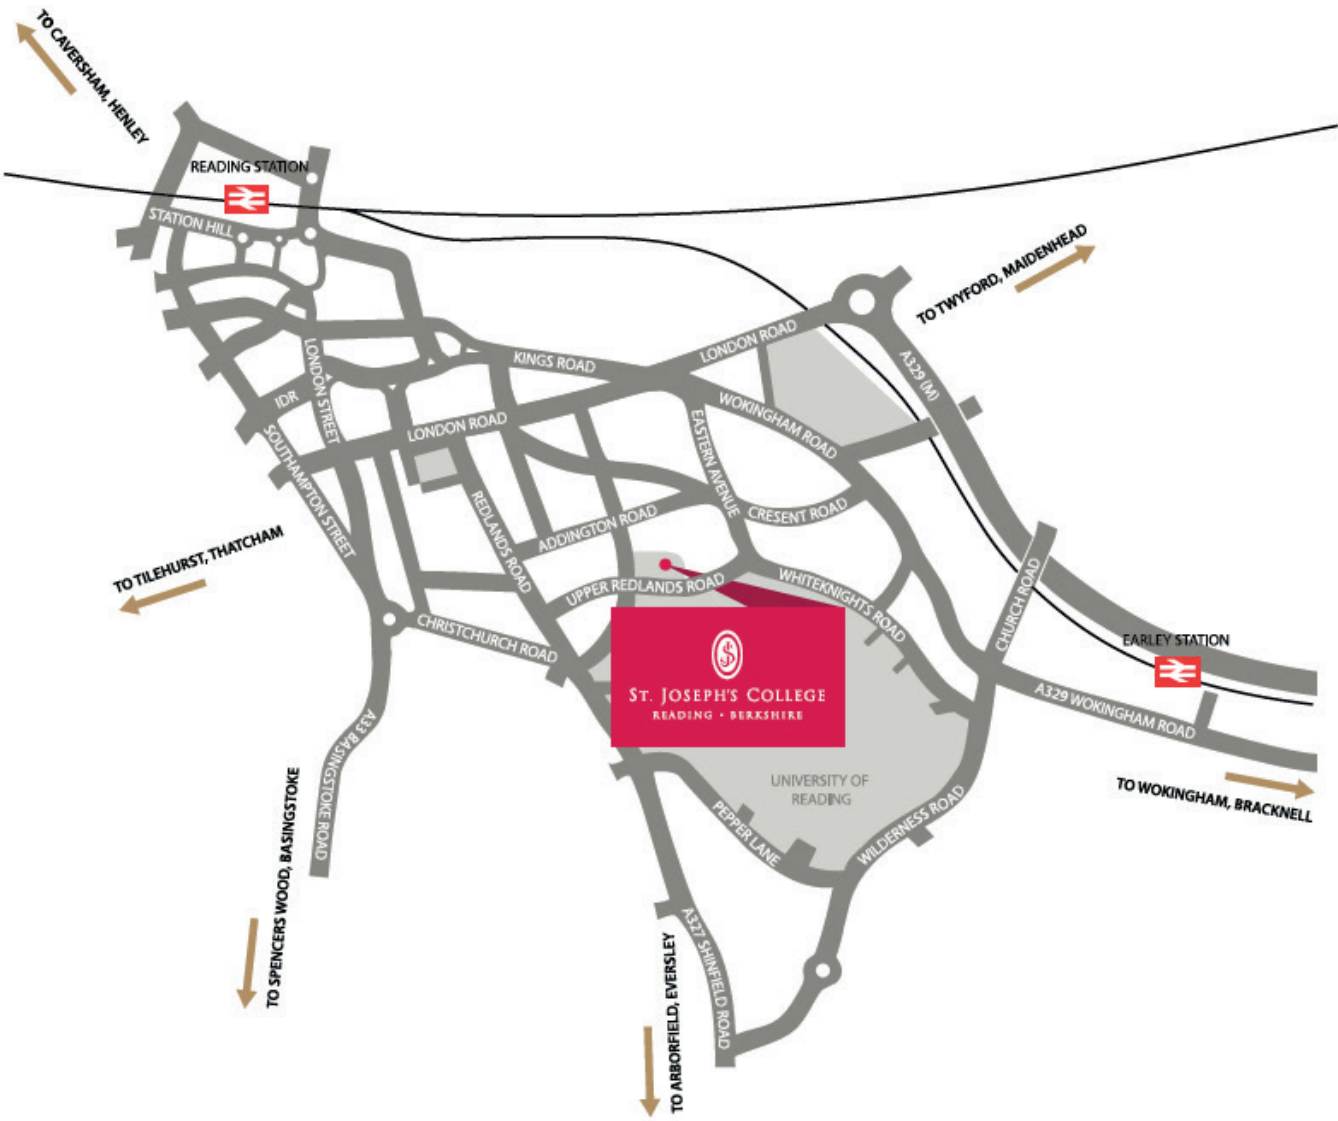 TO CAVERSHAM, HENLEY
READING STATION
STATION HILL
TO TWYFORD, MAIDENHEAD
LONDON ROAD
KINGS ROAD
A329 (M)
LONDON STREET
IDR
WOKINGHAM ROAD
LONDON ROAD
EASTERN AVENUE
SOUTHAMPTON STREET
REDLANDS ROAD
CRESENT ROAD
ADDINGTON ROAD
TO TILEHURST, THATCHAM
UPPER REDLANDS ROAD
WHITEKNIGHTS ROAD
CHURCH ROAD
CHRISTCHURCH ROAD
EARLEY STATION
ST. JOSEPH'S COLLEGE
READING • BERKSHIRE
A329 WOKINGHAM ROAD
A33 BASINGSTOKE ROAD
UNIVERSITY OF
READING
TO WOKINGHAM, BRACKNELL
PEPPER LANE
WILDERNESS ROAD
TO SPENCERS WOOD, BASINGSTOKE
A327 SHINFIELD ROAD
TO ARBORFIELD, EVERSLEY